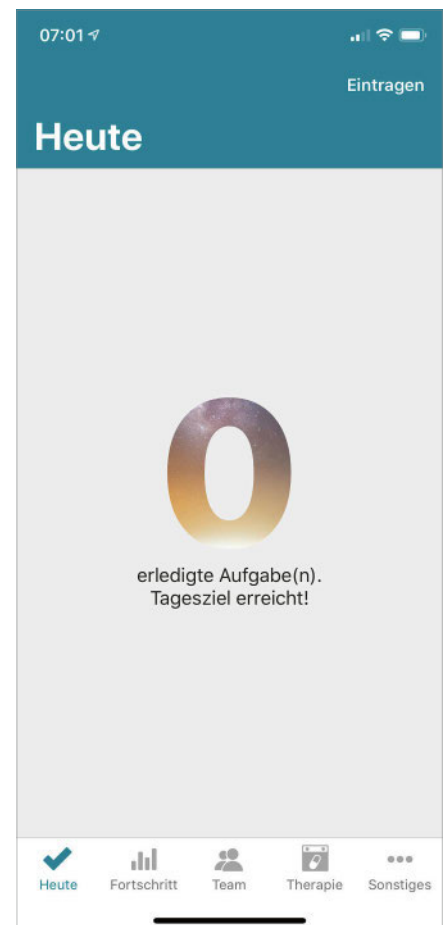 07:01
Eintragen
Heute
0
erledigte Aufgabe(n).
Tagesziel erreicht!
Heute Fortschritt Team Therapie Sonstiges